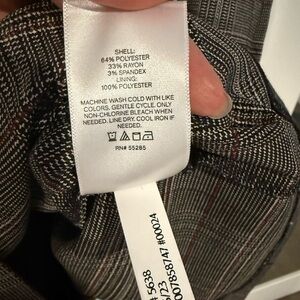 SHELL:
64% POLYESTER
33% RAYON
3% SPANDEX
LINING:
100% POLYESTER
MACHINE WASH COLD WITH LIKE
COLORS. GENTLE CYCLE. ONLY
NON-CHLORINE BLEACH WHEN
NEEDED. LINE DRY. COOL IRON IF
NEEDED.
RN# 55285
# 5638
5/23
007858747 #00024